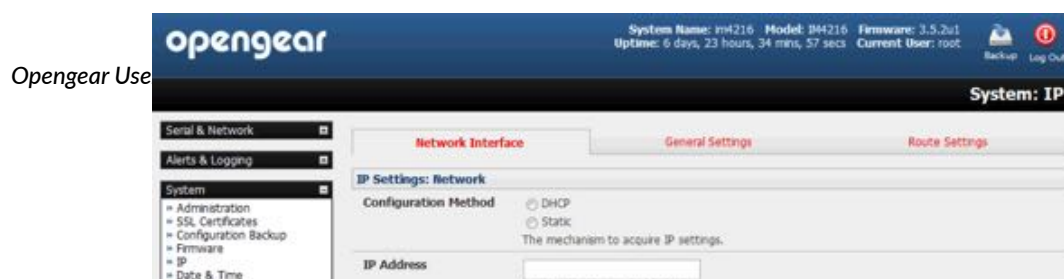 opengear
System Name: im4216 Model: IM4216 Firmware: 3.5.2u1
Uptime: 6 days, 23 hours, 34 mins, 57 secs Current User: root
Backup
Log Out
Opengear Use
System: IP
Serial & Network
Alerts & Logging
System
» Administration
» SSL Certificates
» Configuration Backup
» Firmware
» IP
» Date & Time
Network Interface
General Settings
Route Settings
IP Settings: Network
Configuration Method
DHCP
Static
The mechanism to acquire IP settings.
IP Address